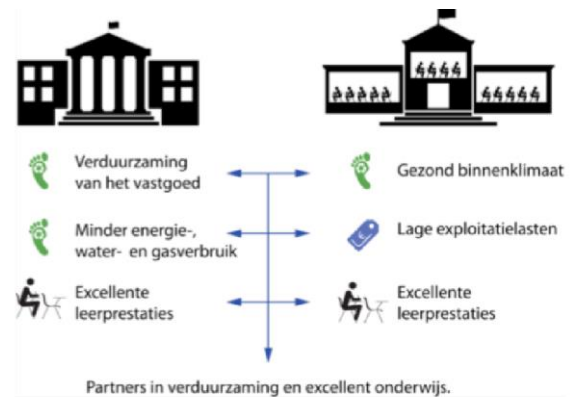 Verduurzaming
van het vastgoed
Gezond binnenklimaat
Minder energie-,
water- en gasverbruik
Lage exploitatielasten
Excellente
leerprestaties
Excellente
leerprestaties
Partners in verduurzaming en excellent onderwijs.